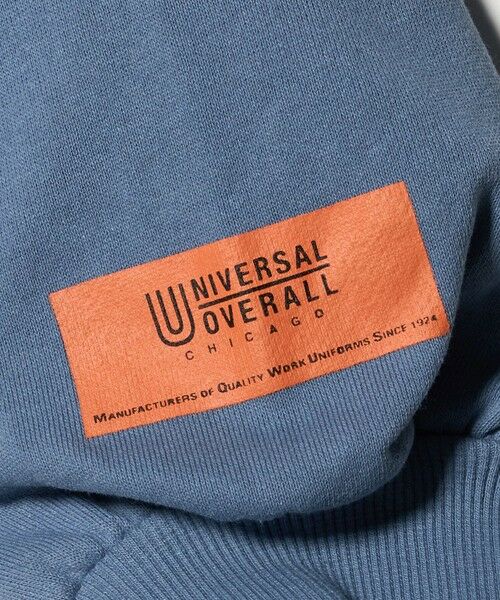 UNIVERSAL
OVERALL
CHICAGO
MANUFACTURERS OF QUALITY WORK UNIFORMS SINCE 1924